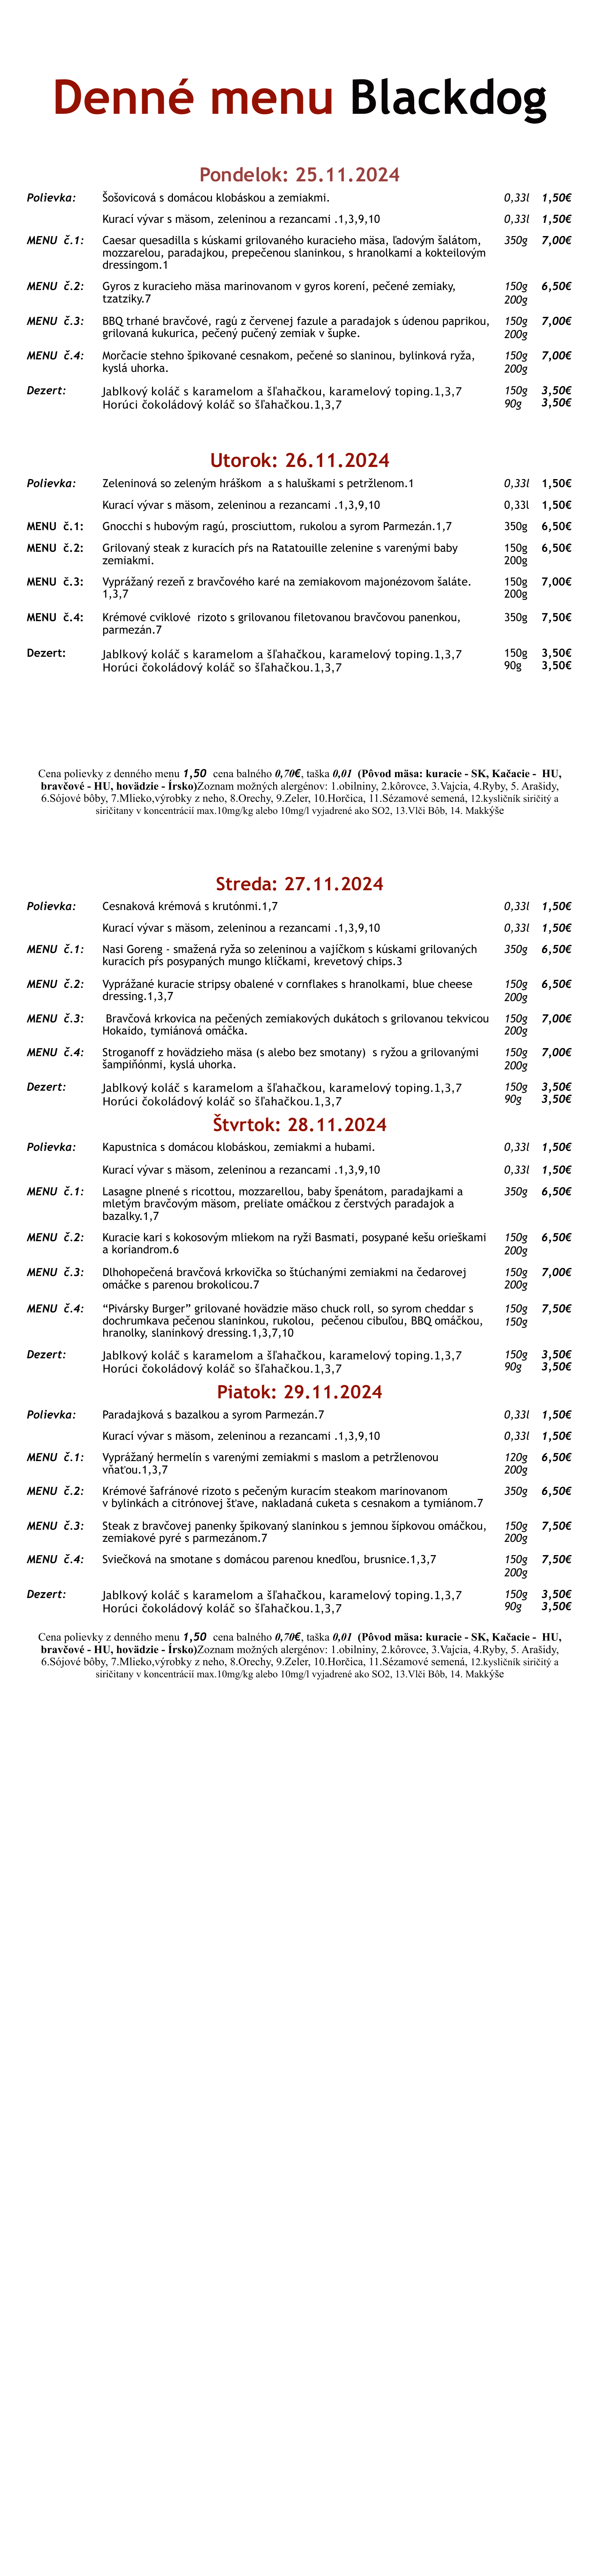 Denné menu Blackdog
Pondelok: 25.11.2024
Polievka: Šošovicová s domácou klobáskou a zemiakmi. 0,33l 1,50€
Kurací vývar s mäsom, zeleninou a rezancami .1,3,9,10 0,33l 1,50€
MENU č.1: Caesar quesadilla s kúskami grilovaného kuracieho mäsa, ľadovým šalátom, 350g 7,00€
mozzarelou, paradajkou, prepečenou slaninkou, s hranolkami a kokteilovým
dressingom.1
MENU č.2: Gyros z kuracieho mäsa marinovanom v gyros korení, pečené zemiaky, 150g 6,50€
tzatziky.7 200g
MENU č.3: BBQ trhané bravčové, ragú z červenej fazule a paradajok s údenou paprikou, 150g 7,00€
grilovaná kukurica, pečený pučený zemiak v šupke. 200g
MENU č.4: Morčacie stehno špikované cesnakom, pečené so slaninou, bylinková ryža, 150g 7,00€
kyslá uhorka. 200g
Dezert: Jablkový koláč s karamelom a šľahačkou, karamelový toping.1,3,7 150g 3,50€
Horúci čokoládový koláč so šľahačkou.1,3,7 90g 3,50€
Utorok: 26.11.2024
Polievka: Zeleninová so zeleným hráškom a s haluškami s petržlenom.1 0,33l 1,50€
Kurací vývar s mäsom, zeleninou a rezancami .1,3,9,10 0,33l 1,50€
MENU č.1: Gnocchi s hubovým ragú, prosciuttom, rukolou a syrom Parmezán.1,7 350g 6,50€
MENU č.2: Grilovaný steak z kuracích pŕs na Ratatouille zelenine s varenými baby 150g 6,50€
zemiakmi. 200g
MENU č.3: Vyprážaný rezeň z bravčového karé na zemiakovom majonézovom šaláte. 150g 7,00€
1,3,7 200g
MENU č.4: Krémové cviklové rizoto s grilovanou filetovanou bravčovou panenkou, 350g 7,50€
parmezán.7
Dezert: Jablkový koláč s karamelom a šľahačkou, karamelový toping.1,3,7 150g 3,50€
Horúci čokoládový koláč so šľahačkou.1,3,7 90g 3,50€
Cena polievky z denného menu 1,50 cena balného 0,70€, taška 0,01 (Pôvod mäsa: kuracie - SK, Kačacie - HU,
bravčové - HU, hovädzie - Írsko)Zoznam možných alergénov: 1.obilniny, 2.kôrovce, 3.Vajcia, 4.Ryby, 5. Arašidy,
6.Sójové bôby, 7.Mlieko,výrobky z neho, 8.Orechy, 9.Zeler, 10.Horčica, 11.Sézamové semená, 12.kysličník siričitý a
siričitany v koncentrácií max.10mg/kg alebo 10mg/l vyjadrené ako SO2, 13.Vlčí Bôb, 14. Makkýše
Streda: 27.11.2024
Polievka: Cesnaková krémová s krutónmi.1,7 0,33l 1,50€
Kurací vývar s mäsom, zeleninou a rezancami .1,3,9,10 0,33l 1,50€
MENU č.1: Nasi Goreng - smažená ryža so zeleninou a vajíčkom s kúskami grilovaných 350g 6,50€
kuracích pŕs posypaných mungo klíčkami, krevetový chips.3
MENU č.2: Vyprážané kuracie stripsy obalené v cornflakes s hranolkami, blue cheese 150g 6,50€
dressing.1,3,7 200g
MENU č.3: Bravčová krkovica na pečených zemiakových dukátoch s grilovanou tekvicou 150g 7,00€
Hokaido, tymiánová omáčka. 200g
MENU č.4: Stroganoff z hovädzieho mäsa (s alebo bez smotany) s ryžou a grilovanými 150g 7,00€
šampiňónmi, kyslá uhorka. 200g
Dezert: Jablkový koláč s karamelom a šľahačkou, karamelový toping.1,3,7 150g 3,50€
Horúci čokoládový koláč so šľahačkou.1,3,7 90g 3,50€
Štvrtok: 28.11.2024
Polievka: Kapustnica s domácou klobáskou, zemiakmi a hubami. 0,33l 1,50€
Kurací vývar s mäsom, zeleninou a rezancami .1,3,9,10 0,33l 1,50€
MENU č.1: Lasagne plnené s ricottou, mozzarellou, baby špenátom, paradajkami a 350g 6,50€
mletým bravčovým mäsom, preliate omáčkou z čerstvých paradajok a
bazalky.1,7
MENU č.2: Kuracie kari s kokosovým mliekom na ryži Basmati, posypané kešu orieškami 150g 6,50€
a koriandrom.6 200g
MENU č.3: Dlhohopečená bravčová krkovička so štúchanými zemiakmi na čedarovej 150g 7,00€
omáčke s parenou brokolicou.7 200g
MENU č.4: “Pivársky Burger” grilované hovädzie mäso chuck roll, so syrom cheddar s 150g 7,50€
dochrumkava pečenou slaninkou, rukolou, pečenou cibuľou, BBQ omáčkou, 150g
hranolky, slaninkový dressing.1,3,7,10
Dezert: Jablkový koláč s karamelom a šľahačkou, karamelový toping.1,3,7 150g 3,50€
Horúci čokoládový koláč so šľahačkou.1,3,7 90g 3,50€
Piatok: 29.11.2024
Polievka: Paradajková s bazalkou a syrom Parmezán.7 0,33l 1,50€
Kurací vývar s mäsom, zeleninou a rezancami .1,3,9,10 0,33l 1,50€
MENU č.1: Vyprážaný hermelín s varenými zemiakmi s maslom a petržlenovou 120g 6,50€
vňaťou.1,3,7 200g
MENU č.2: Krémové šafránové rizoto s pečeným kuracím steakom marinovanom 350g 6,50€
v bylinkách a citrónovej šťave, nakladaná cuketa s cesnakom a tymiánom.7
MENU č.3: Steak z bravčovej panenky špikovaný slaninkou s jemnou šípkovou omáčkou, 150g 7,50€
zemiakové pyré s parmezánom.7 200g
MENU č.4: Sviečková na smotane s domácou parenou knedľou, brusnice.1,3,7 150g 7,50€
200g
Dezert: Jablkový koláč s karamelom a šľahačkou, karamelový toping.1,3,7 150g 3,50€
Horúci čokoládový koláč so šľahačkou.1,3,7 90g 3,50€
Cena polievky z denného menu 1,50 cena balného 0,70€, taška 0,01 (Pôvod mäsa: kuracie - SK, Kačacie - HU,
bravčové - HU, hovädzie - Írsko)Zoznam možných alergénov: 1.obilniny, 2.kôrovce, 3.Vajcia, 4.Ryby, 5. Arašidy,
6.Sójové bôby, 7.Mlieko,výrobky z neho, 8.Orechy, 9.Zeler, 10.Horčica, 11.Sézamové semená, 12.kysličník siričitý a
siričitany v koncentrácií max.10mg/kg alebo 10mg/l vyjadrené ako SO2, 13.Vlčí Bôb, 14. Makkýše